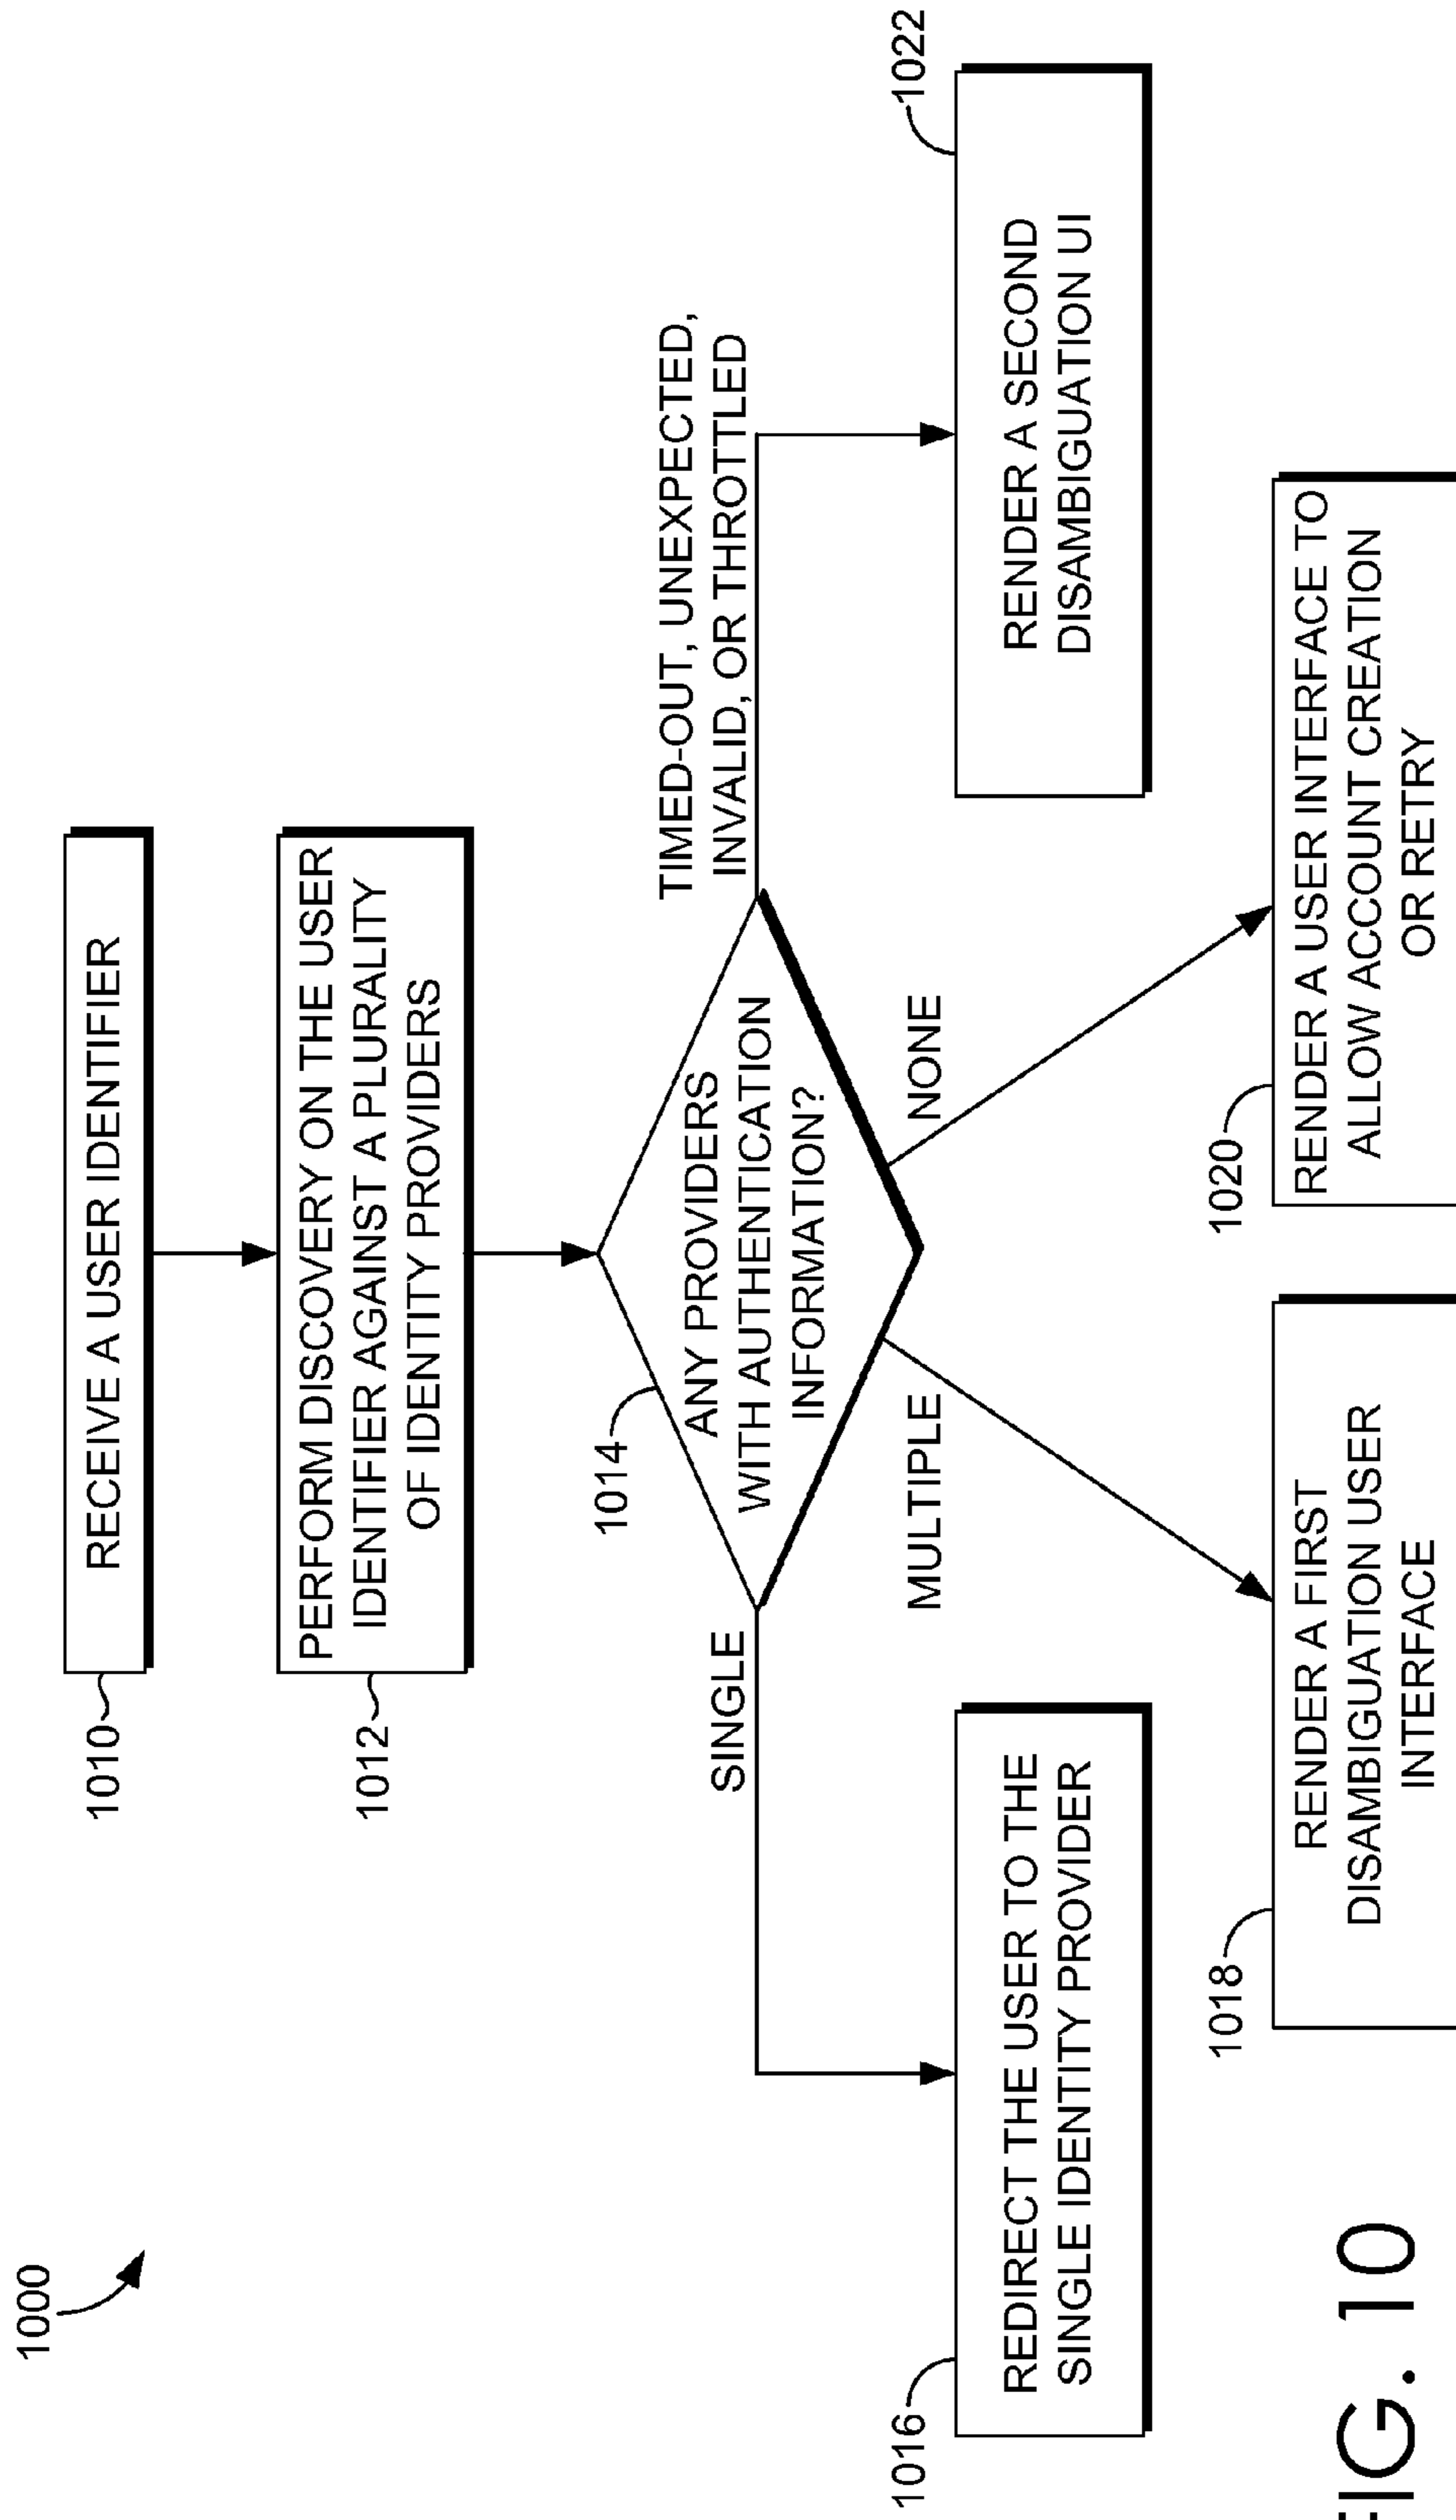 1000
1010
RECEIVE A USER IDENTIFIER
1012
PERFORM DISCOVERY ON THE USER
IDENTIFIER AGAINST A PLURALITY
OF IDENTITY PROVIDERS
1014
ANY PROVIDERS
WITH AUTHENTICATION
INFORMATION?
SINGLE
TIMED-OUT, UNEXPECTED,
INVALID, OR THROTTLED
MULTIPLE
NONE
1016
REDIRECT THE USER TO THE
SINGLE IDENTITY PROVIDER
1022
RENDER A SECOND
DISAMBIGUATION UI
1018
RENDER A FIRST
DISAMBIGUATION USER
INTERFACE
1020
RENDER A USER INTERFACE TO
ALLOW ACCOUNT CREATION
OR RETRY
FIG. 10